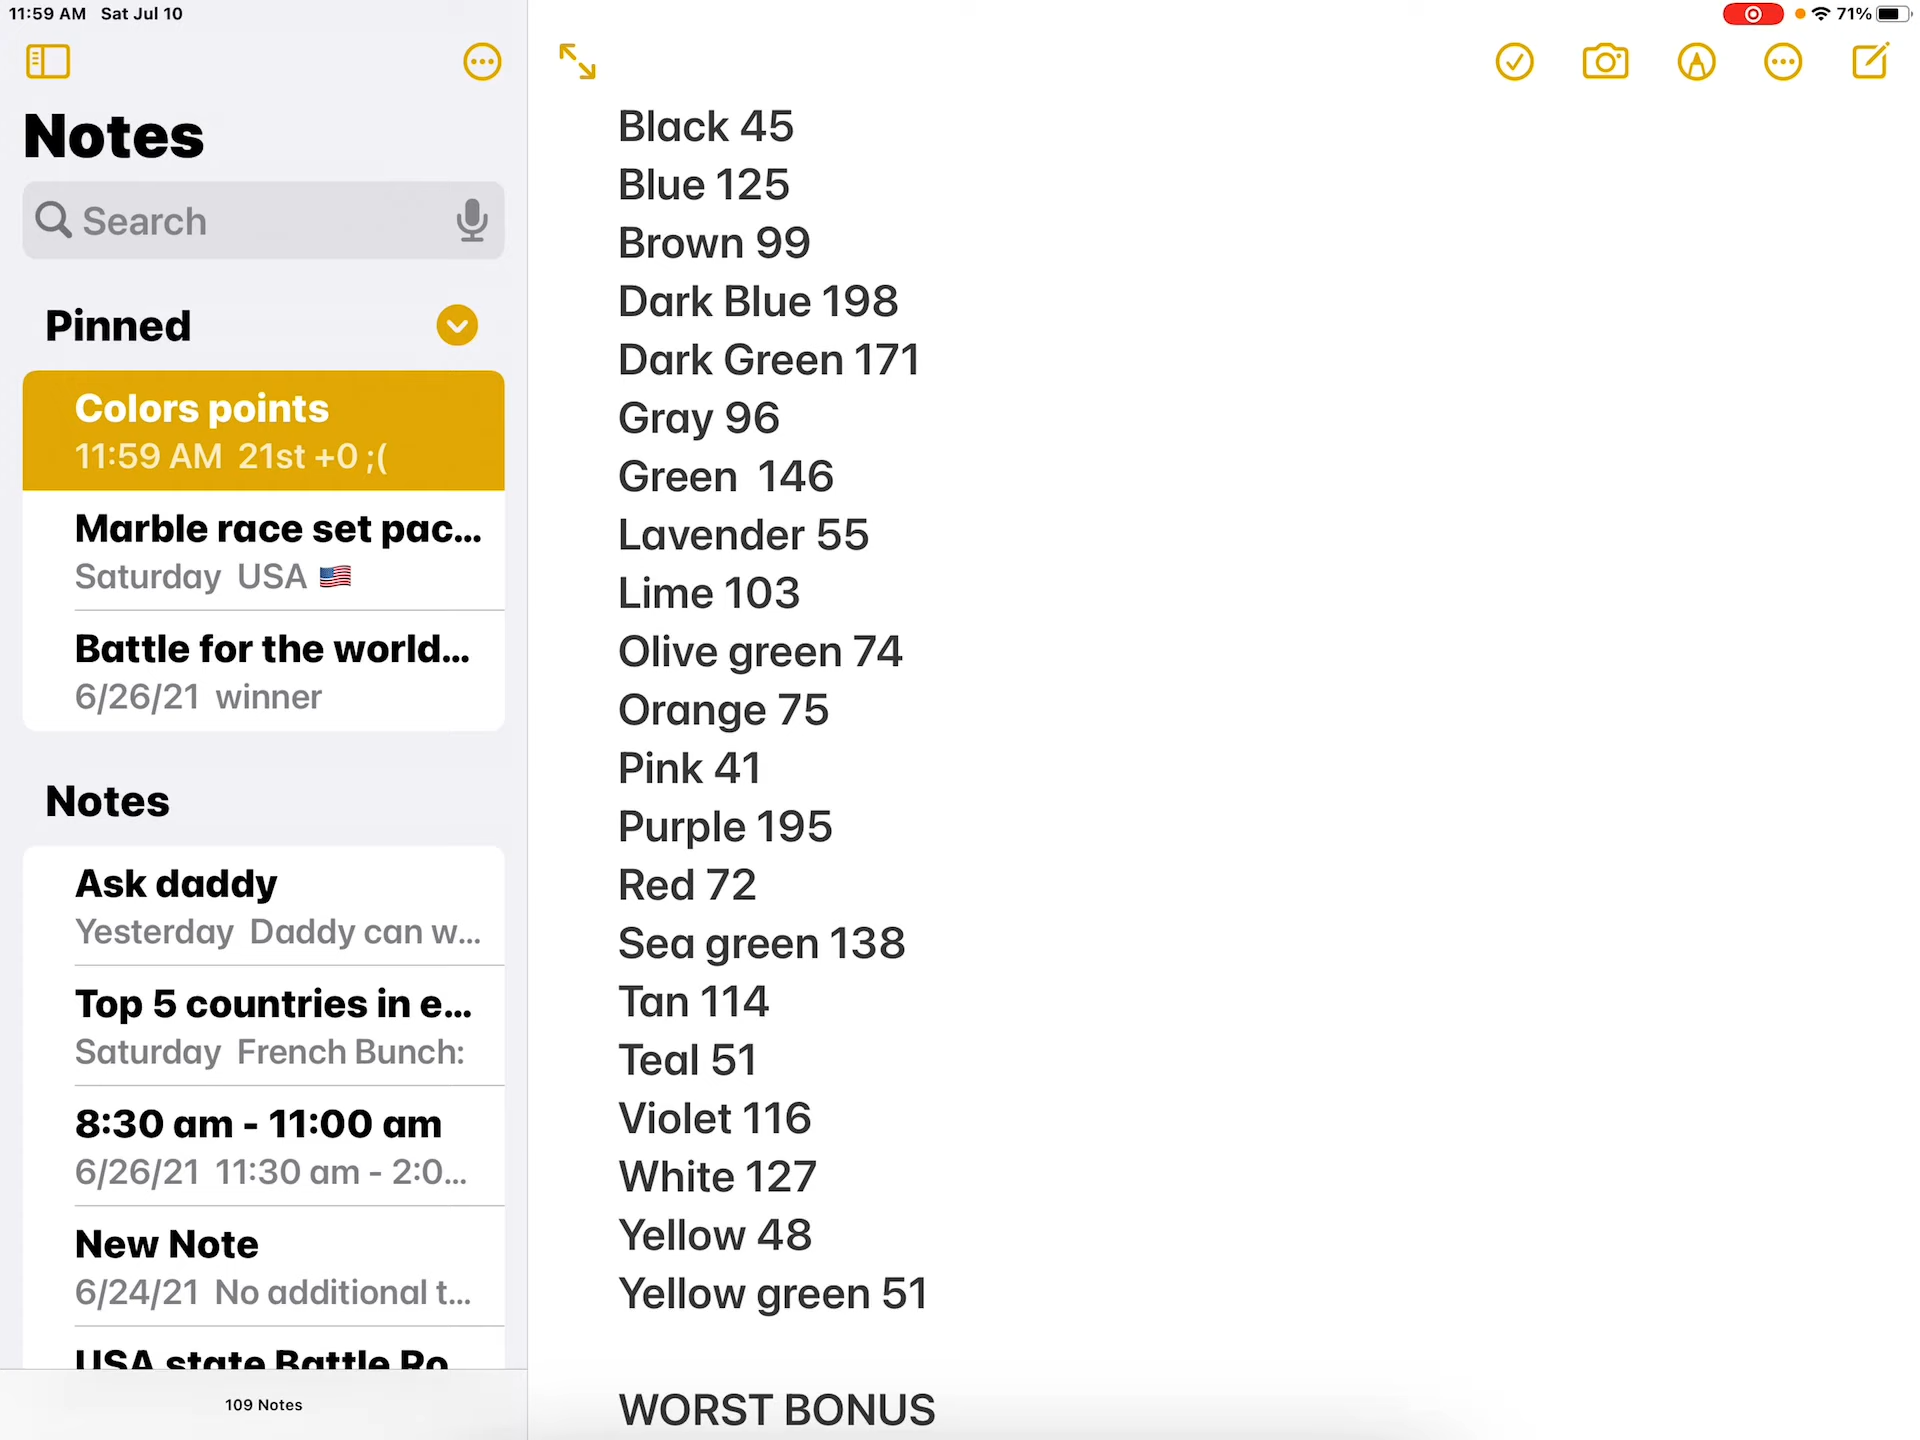 11:59 AM Sat Jul 10
71%
Notes
Search
Pinned
Colors points
11:59 AM 21st +0 ;(
Marble race set pac...
Saturday USA 🇺🇸
Battle for the world...
6/26/21 winner
Notes
Ask daddy
Yesterday Daddy can w...
Top 5 countries in e...
Saturday French Bunch:
8:30 am - 11:00 am
6/26/21 11:30 am - 2:0...
New Note
6/24/21 No additional t...
USA state Battle Ro
109 Notes
Black 45
Blue 125
Brown 99
Dark Blue 198
Dark Green 171
Gray 96
Green  146
Lavender 55
Lime 103
Olive green 74
Orange 75
Pink 41
Purple 195
Red 72
Sea green 138
Tan 114
Teal 51
Violet 116
White 127
Yellow 48
Yellow green 51
WORST BONUS